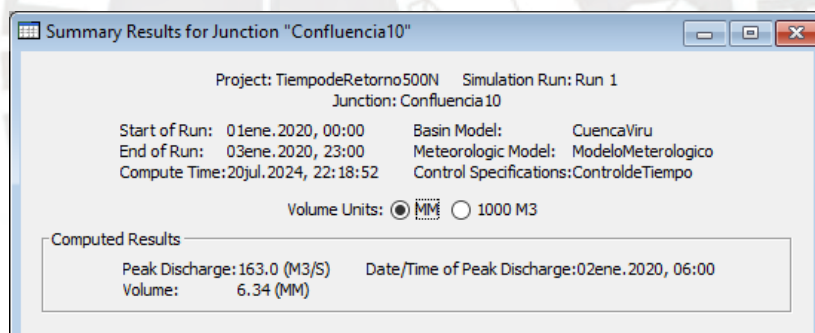 Summary Results for Junction "Confluencia10"
Project: TiempodeRetorno500N Simulation Run: Run 1
Junction: Confluencia10
Start of Run: 01ene.2020, 00:00 Basin Model: CuencaViru
End of Run: 03ene.2020, 23:00 Meteorologic Model: ModeloMeterologico
Compute Time:20jul.2024, 22:18:52 Control Specifications:ControldeTiempo
Volume Units: MM 1000 M3
Computed Results
Peak Discharge:163.0 (M3/S) Date/Time of Peak Discharge:02ene.2020, 06:00
Volume: 6.34 (MM)